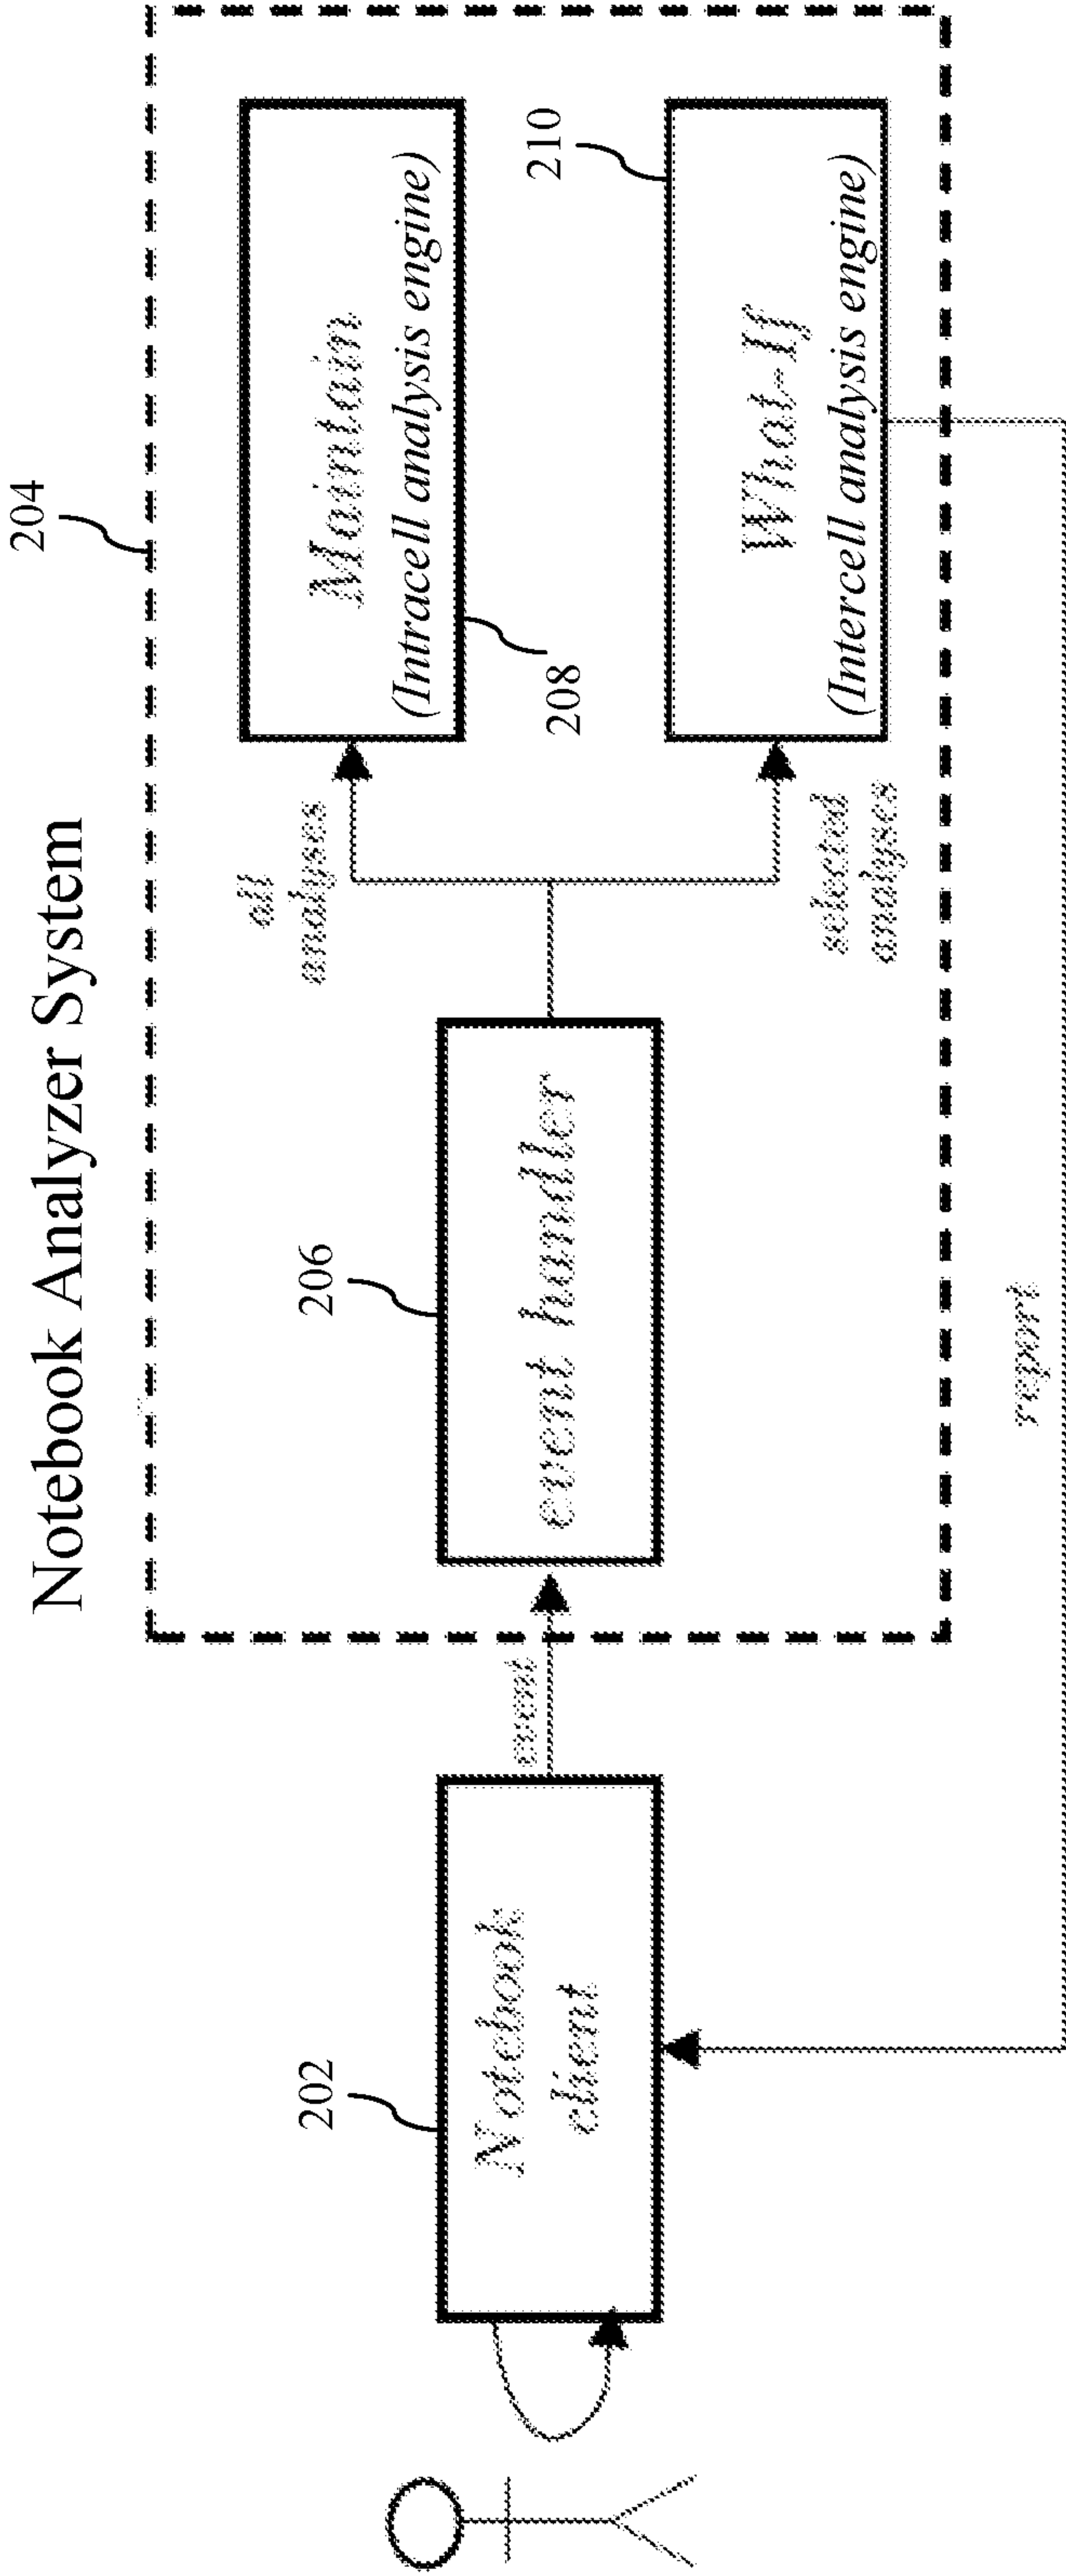 Notebook Analyzer System
204
202
Notebook
client
event
206
event handler
all
analyses
selected
analyses
Maintain
(Intracell analysis engine)
208
210
What-If
(Intercell analysis engine)
report